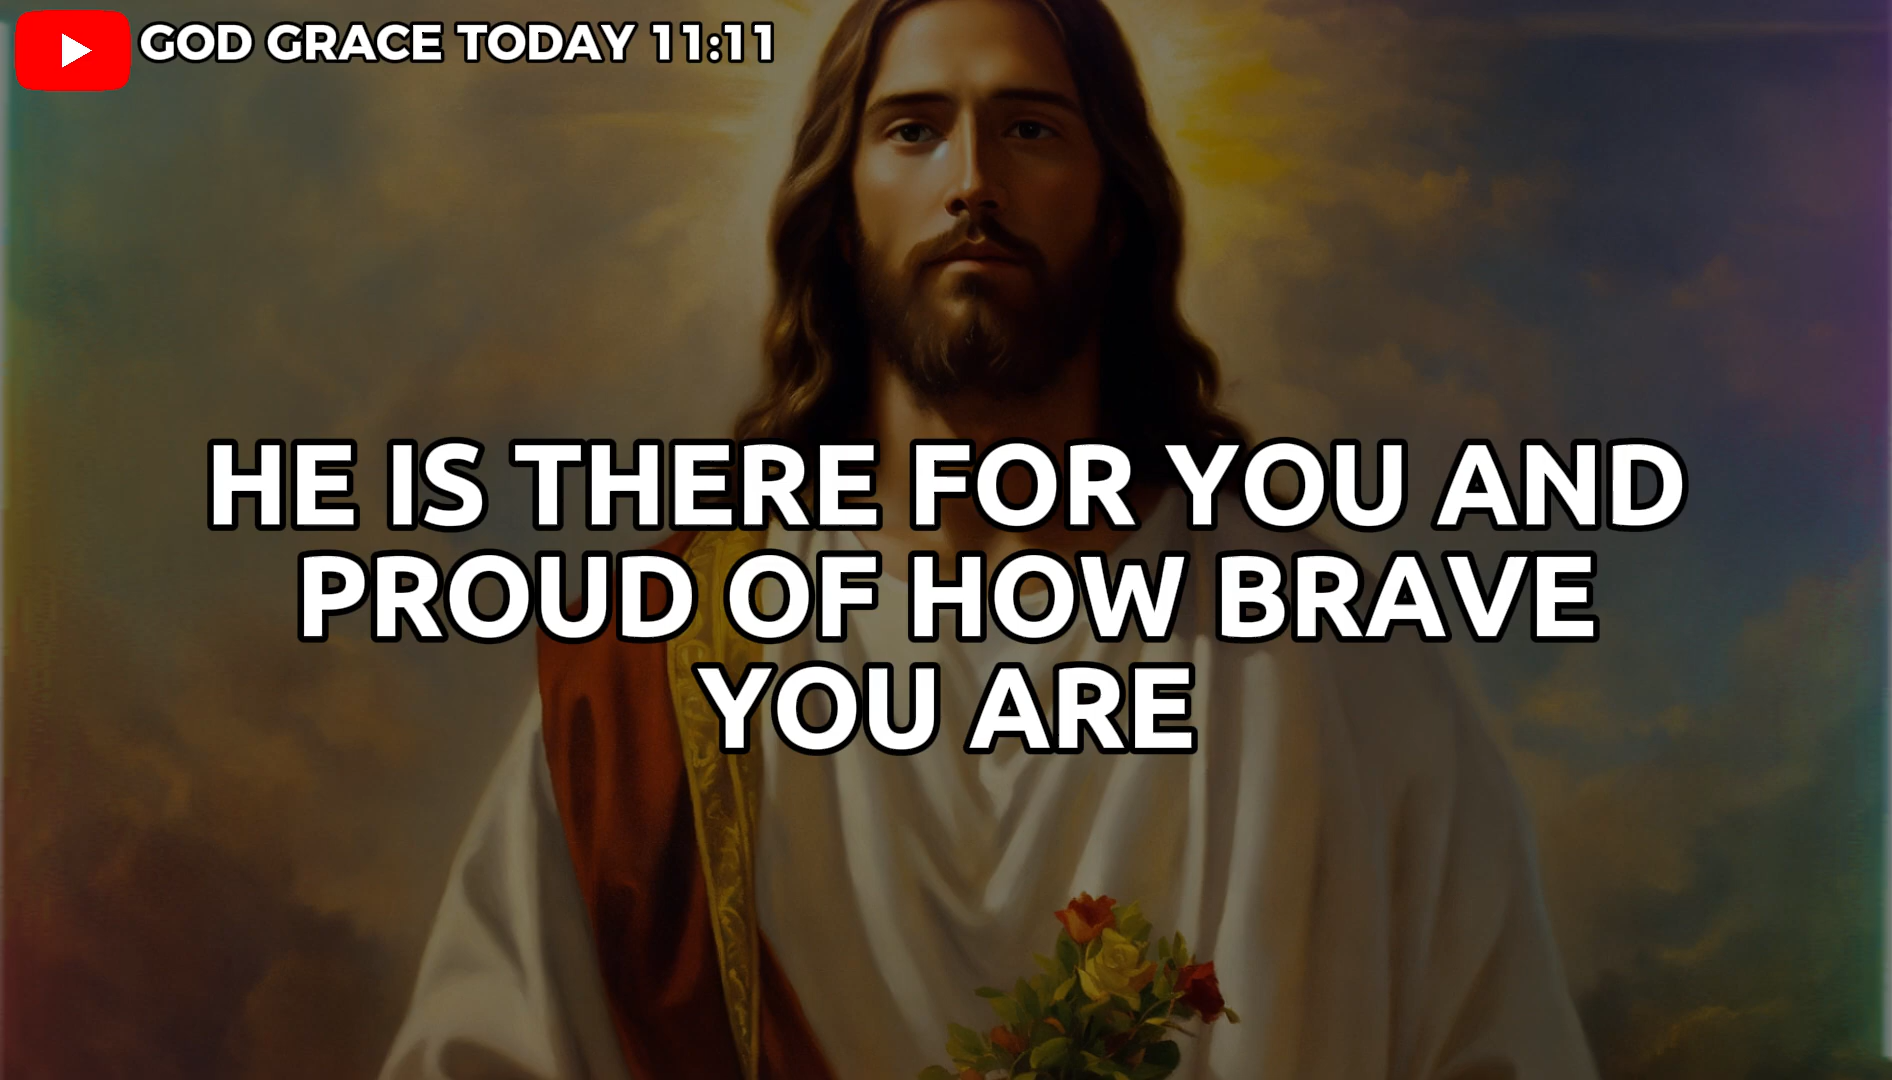 GOD GRACE TODAY 11:11
HE IS THERE FOR YOU AND
PROUD OF HOW BRAVE
YOU ARE